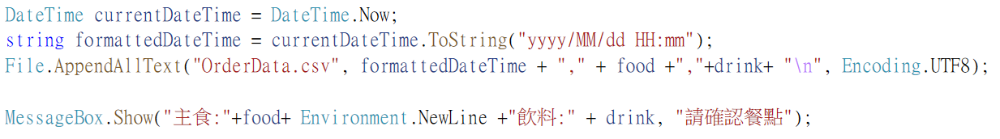 DateTime currentDateTime = DateTime.Now;
string formattedDateTime = currentDateTime.ToString("yyyy/MM/dd HH:mm");
File.AppendAllText("OrderData.csv", formattedDateTime + "," + food +","+drink+ "\n", Encoding.UTF8);
MessageBox.Show("主食:"+food+ Environment.NewLine +"飲料:" + drink, "請確認餐點");